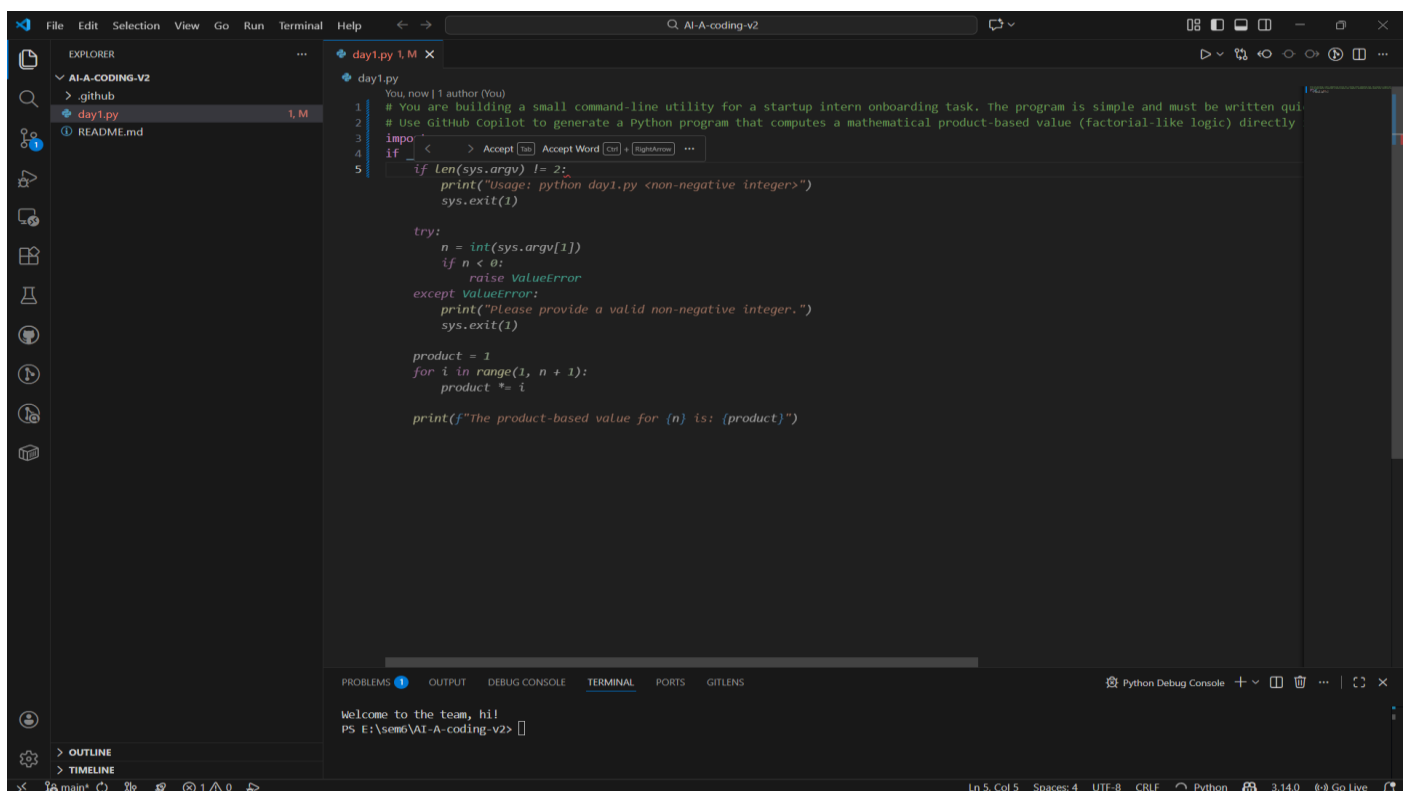 File Edit Selection View Go Run Terminal Help
AI-A-coding-v2
EXPLORER
AI-A-CODING-V2
.github
day1.py 1, M
README.md
OUTLINE
TIMELINE
day1.py 1, M
day1.py
You, now | 1 author (You)
1 # You are building a small command-line utility for a startup intern onboarding task. The program is simple and must be written qui
2 # Use GitHub Copilot to generate a Python program that computes a mathematical product-based value (factorial-like logic) directly
3 impo
Accept Tab Accept Word Ctrl + RightArrow ...
4 if _
5 if len(sys.argv) != 2:
print("Usage: python day1.py <non-negative integer>")
sys.exit(1)
try:
n = int(sys.argv[1])
if n < 0:
raise ValueError
except ValueError:
print("Please provide a valid non-negative integer.")
sys.exit(1)
product = 1
for i in range(1, n + 1):
product *= i
print(f"The product-based value for {n} is: {product}")
PROBLEMS 1 OUTPUT DEBUG CONSOLE TERMINAL PORTS GITLENS
Python Debug Console
Welcome to the team, hi!
PS E:\sem6\AI-A-coding-v2>
main* 1 0
Ln 5, Col 5 Spaces: 4 UTF-8 CRLF Python 3.14.0 Go Live